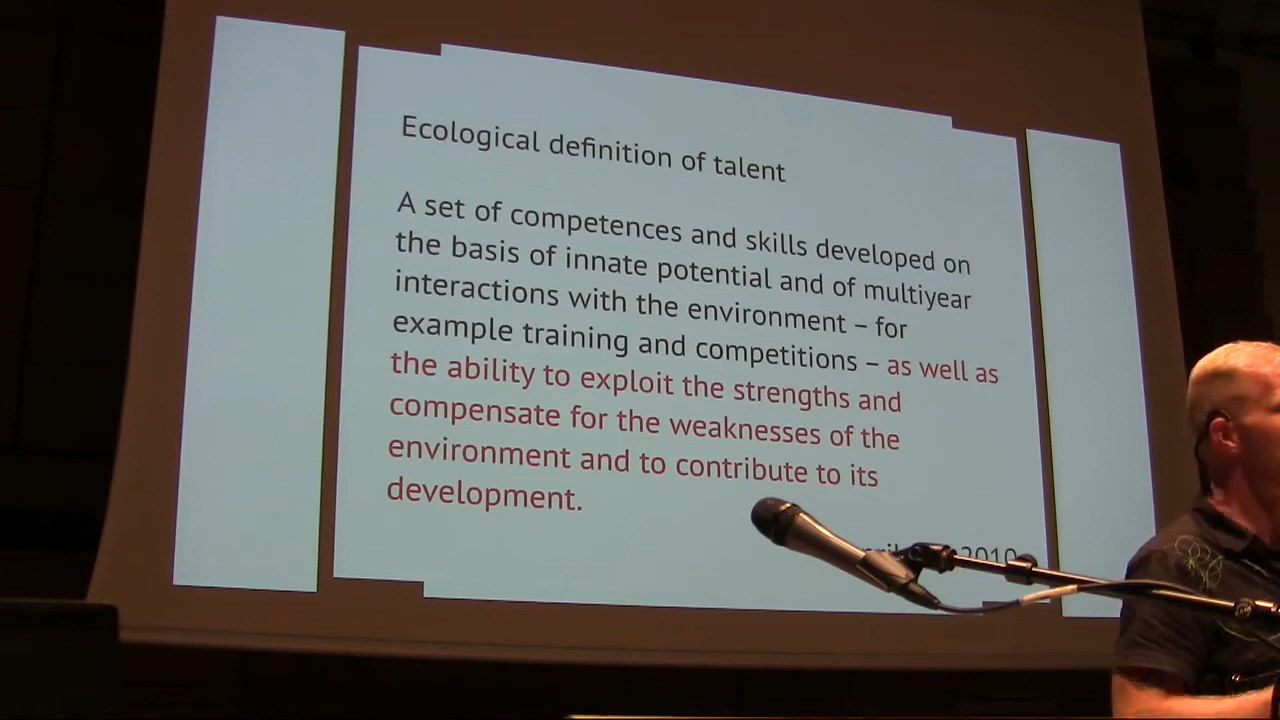 Ecological definition of talent
A set of competences and skills developed on
the basis of innate potential and of multiyear
interactions with the environment – for
example training and competitions – as well as
the ability to exploit the strengths and
compensate for the weaknesses of the
environment and to contribute to its
development.
2010